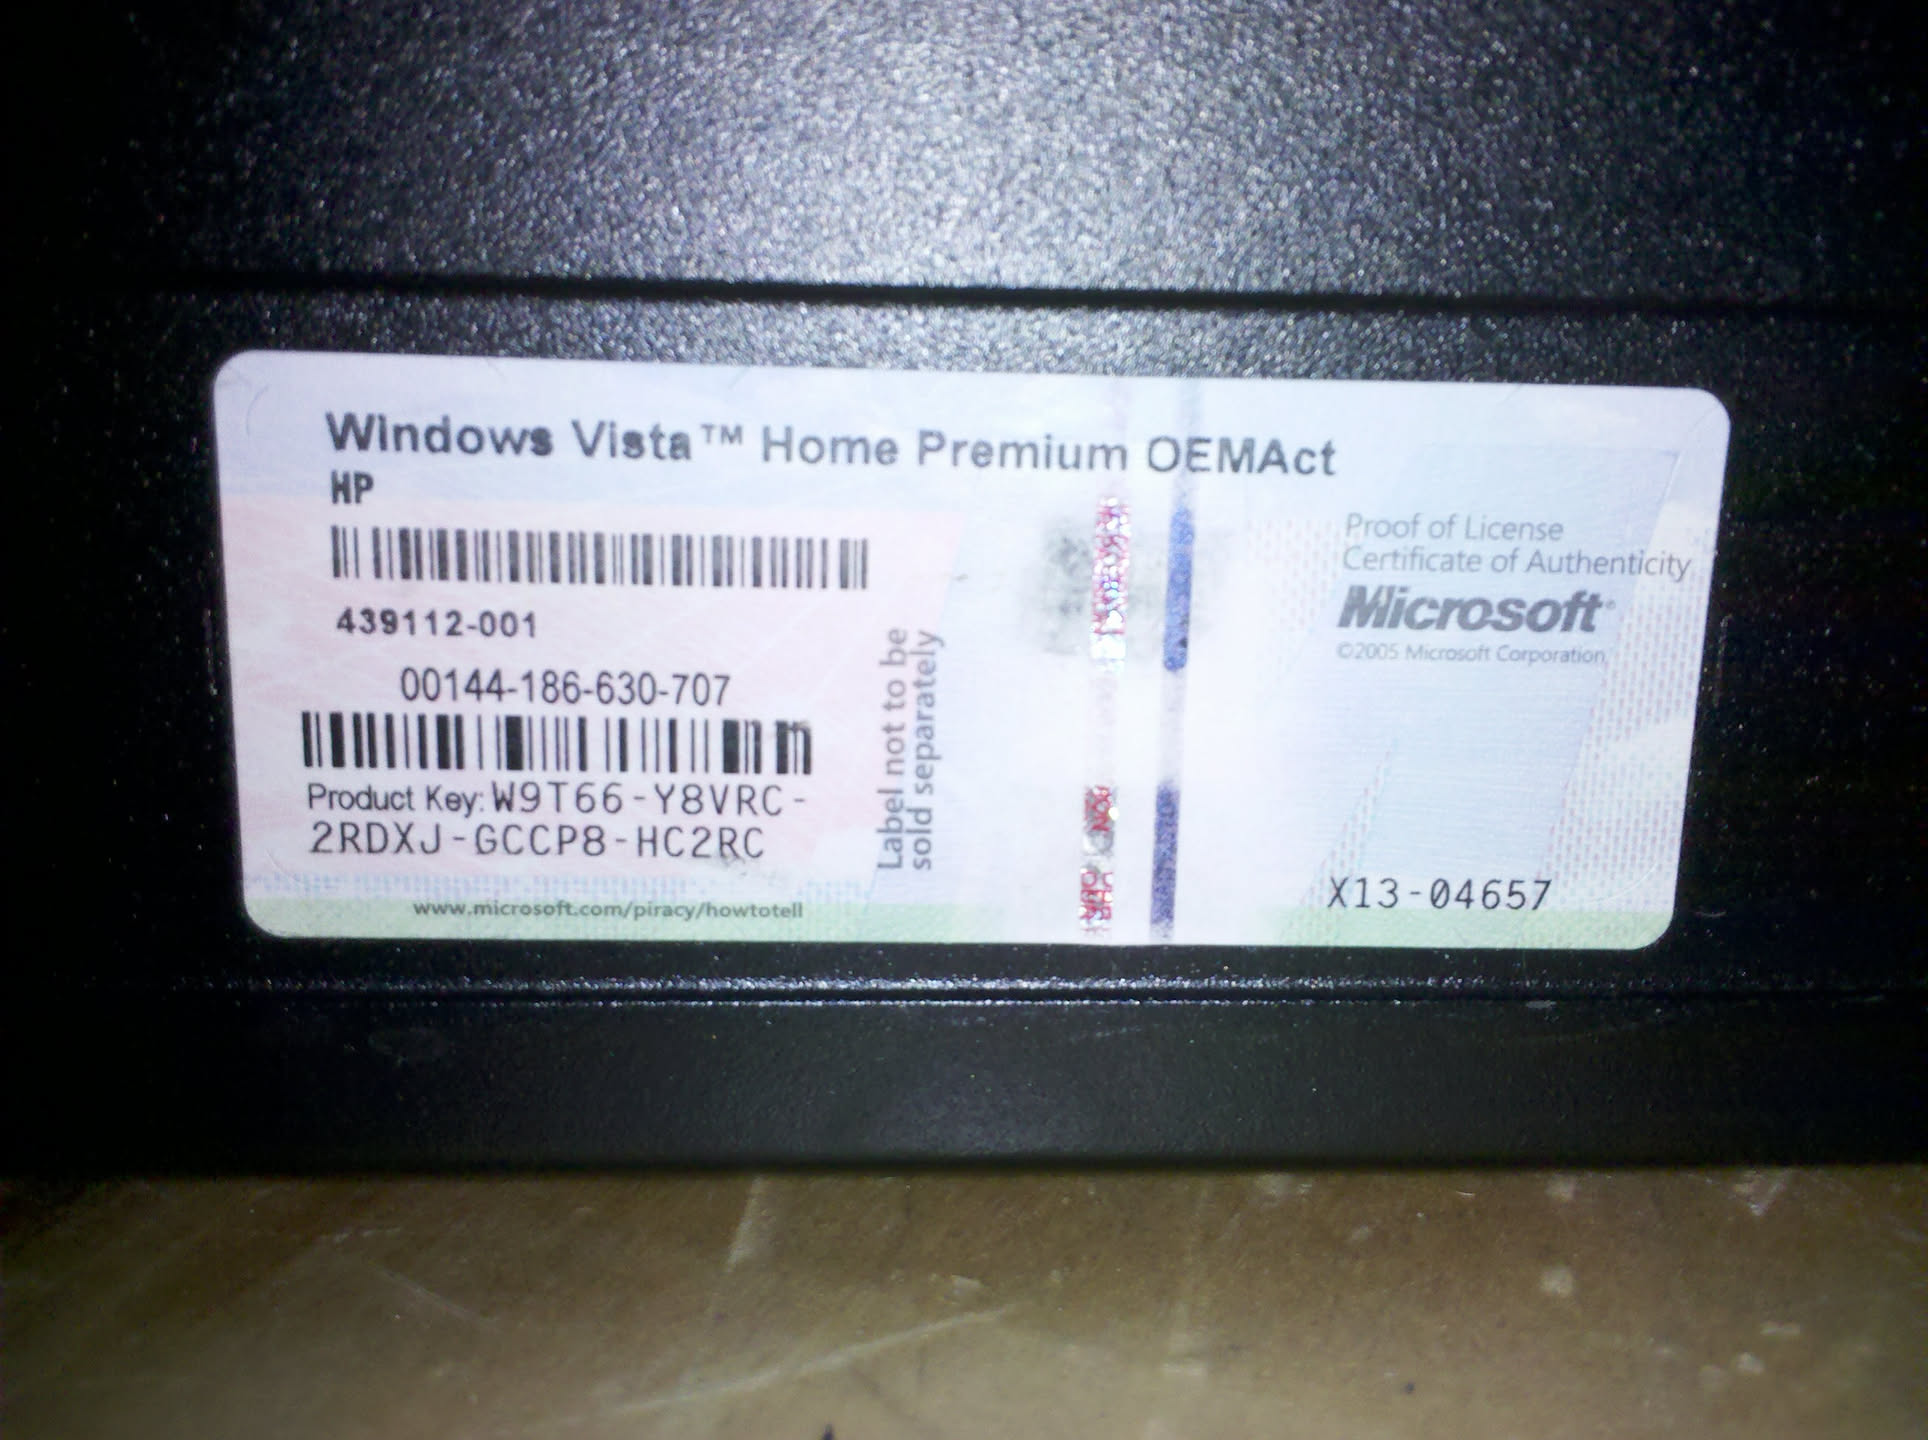 Windows Vista™ Home Premium OEMAct
HP
439112-001
00144-186-630-707
Product Key: W9T66-Y8VRC-
2RDXJ-GCCP8-HC2RC
www.microsoft.com/piracy/howtotell
Label not to be
sold separately
Proof of License
Certificate of Authenticity
Microsoft®
©2005 Microsoft Corporation
X13-04657